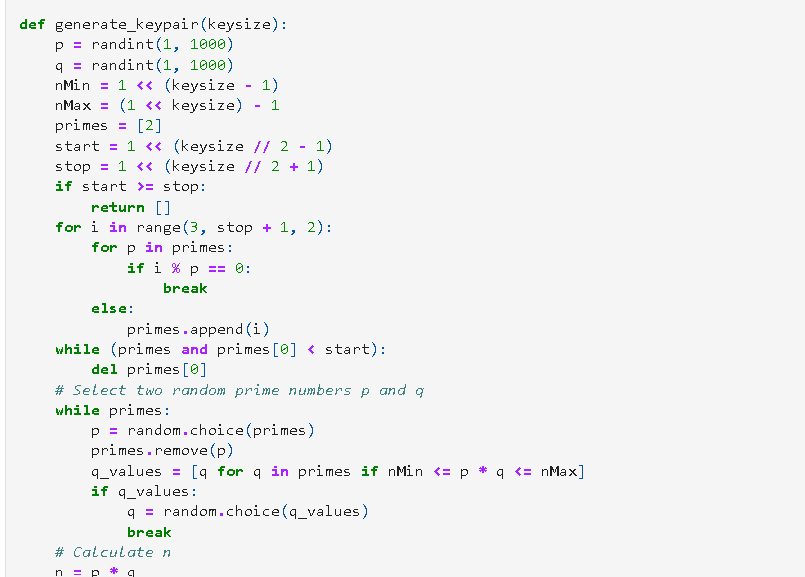 def generate_keypair(keysize):
    p = randint(1, 1000)
    q = randint(1, 1000)
    nMin = 1 << (keysize - 1)
    nMax = (1 << keysize) - 1
    primes = [2]
    start = 1 << (keysize // 2 - 1)
    stop = 1 << (keysize // 2 + 1)
    if start >= stop:
        return []
    for i in range(3, stop + 1, 2):
        for p in primes:
            if i % p == 0:
                break
        else:
            primes.append(i)
    while (primes and primes[0] < start):
        del primes[0]
    # Select two random prime numbers p and q
    while primes:
        p = random.choice(primes)
        primes.remove(p)
        q_values = [q for q in primes if nMin <= p * q <= nMax]
        if q_values:
            q = random.choice(q_values)
            break
    # Calculate n
    n = p * q